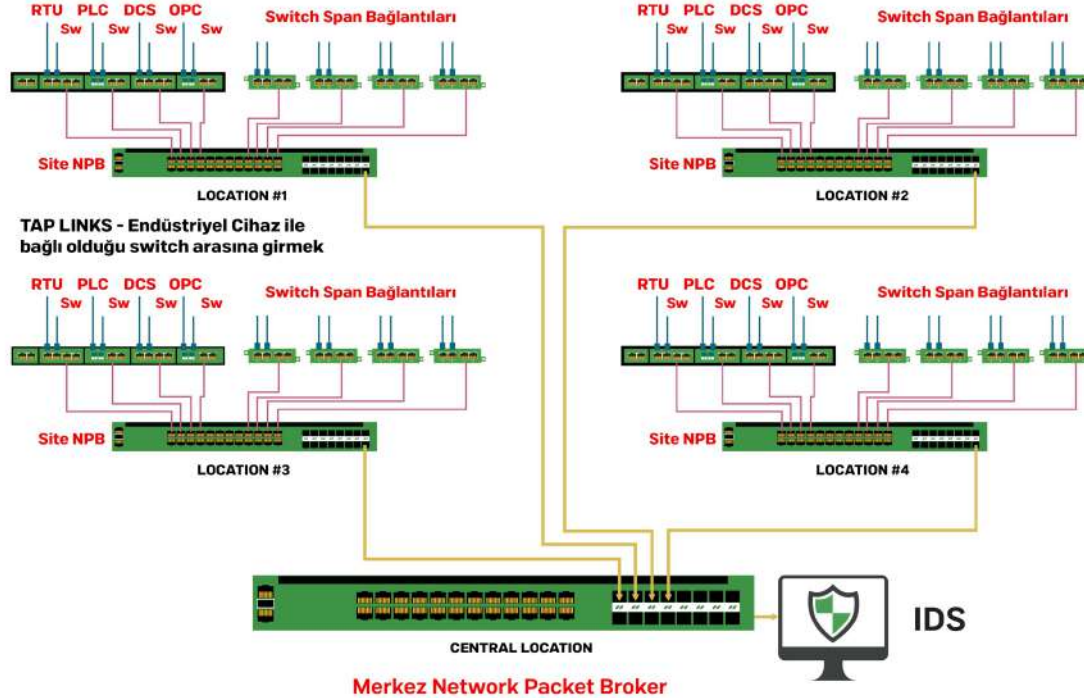 RTU PLC DCS OPC
Sw Sw Sw Sw
Switch Span Bağlantıları
Site NPB
LOCATION #1
RTU PLC DCS OPC
Sw Sw Sw Sw
Switch Span Bağlantıları
Site NPB
LOCATION #2
TAP LINKS - Endüstriyel Cihaz ile
bağlı olduğu switch arasına girmek
RTU PLC DCS OPC
Sw Sw Sw Sw
Switch Span Bağlantıları
Site NPB
LOCATION #3
RTU PLC DCS OPC
Sw Sw Sw Sw
Switch Span Bağlantıları
Site NPB
LOCATION #4
CENTRAL LOCATION
IDS
Merkez Network Packet Broker